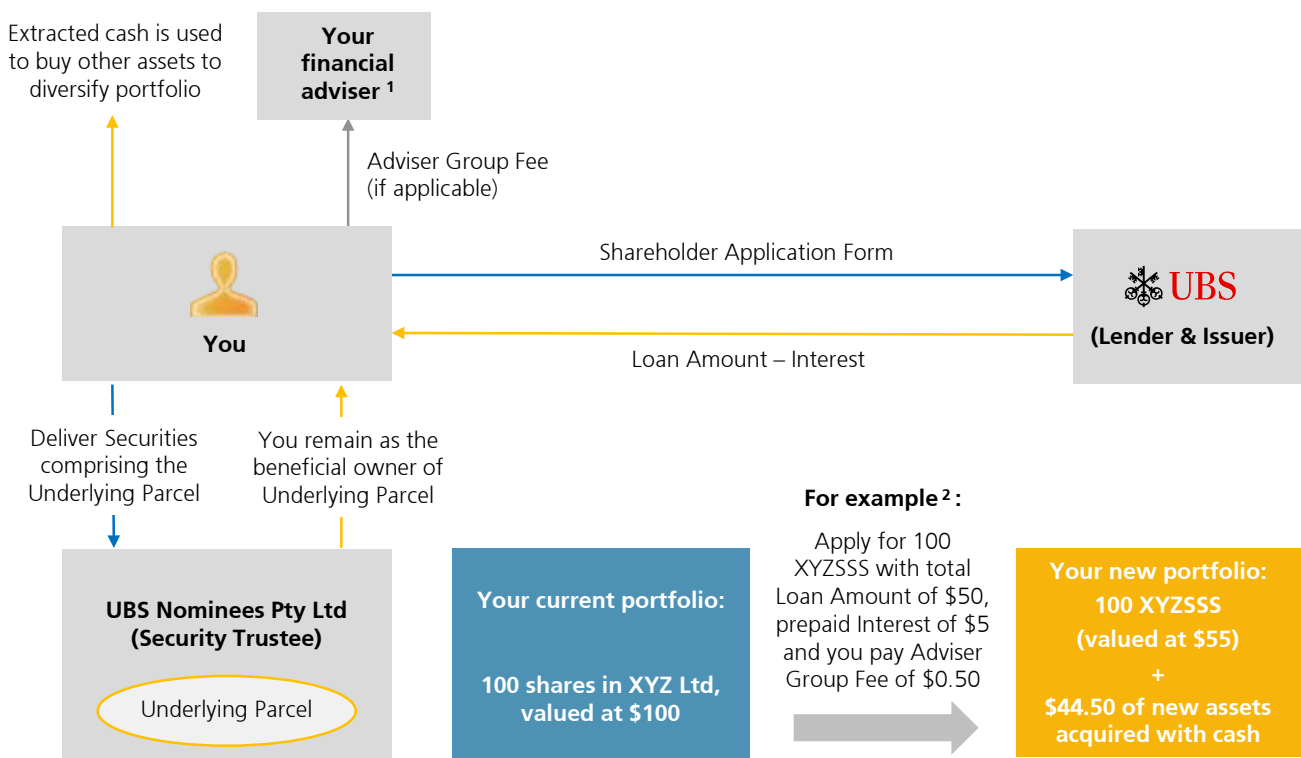 Extracted cash is used
to buy other assets to
diversify portfolio
Your
financial
adviser ¹
Adviser Group Fee
(if applicable)
Shareholder Application Form
You
UBS
(Lender & Issuer)
Loan Amount – Interest
Deliver Securities
comprising the
Underlying Parcel
You remain as the
beneficial owner of
Underlying Parcel
UBS Nominees Pty Ltd
(Security Trustee)
Underlying Parcel
Your current portfolio:
100 shares in XYZ Ltd,
valued at $100
For example ² :
Apply for 100
XYZSSS with total
Loan Amount of $50,
prepaid Interest of $5
and you pay Adviser
Group Fee of $0.50
Your new portfolio:
100 XYZSSS
(valued at $55)
+
$44.50 of new assets
acquired with cash